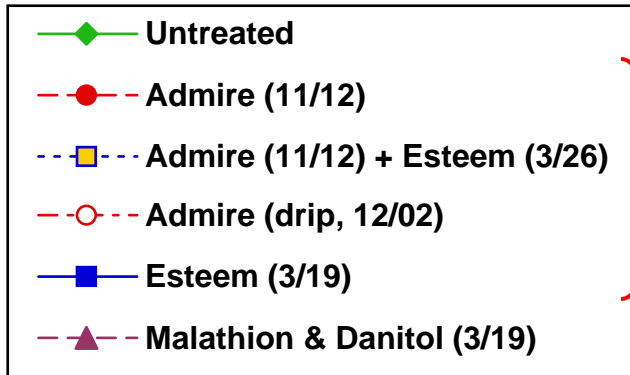 Untreated
Admire (11/12)
Admire (11/12) + Esteem (3/26)
Admire (drip, 12/02)
Esteem (3/19)
Malathion & Danitol (3/19)